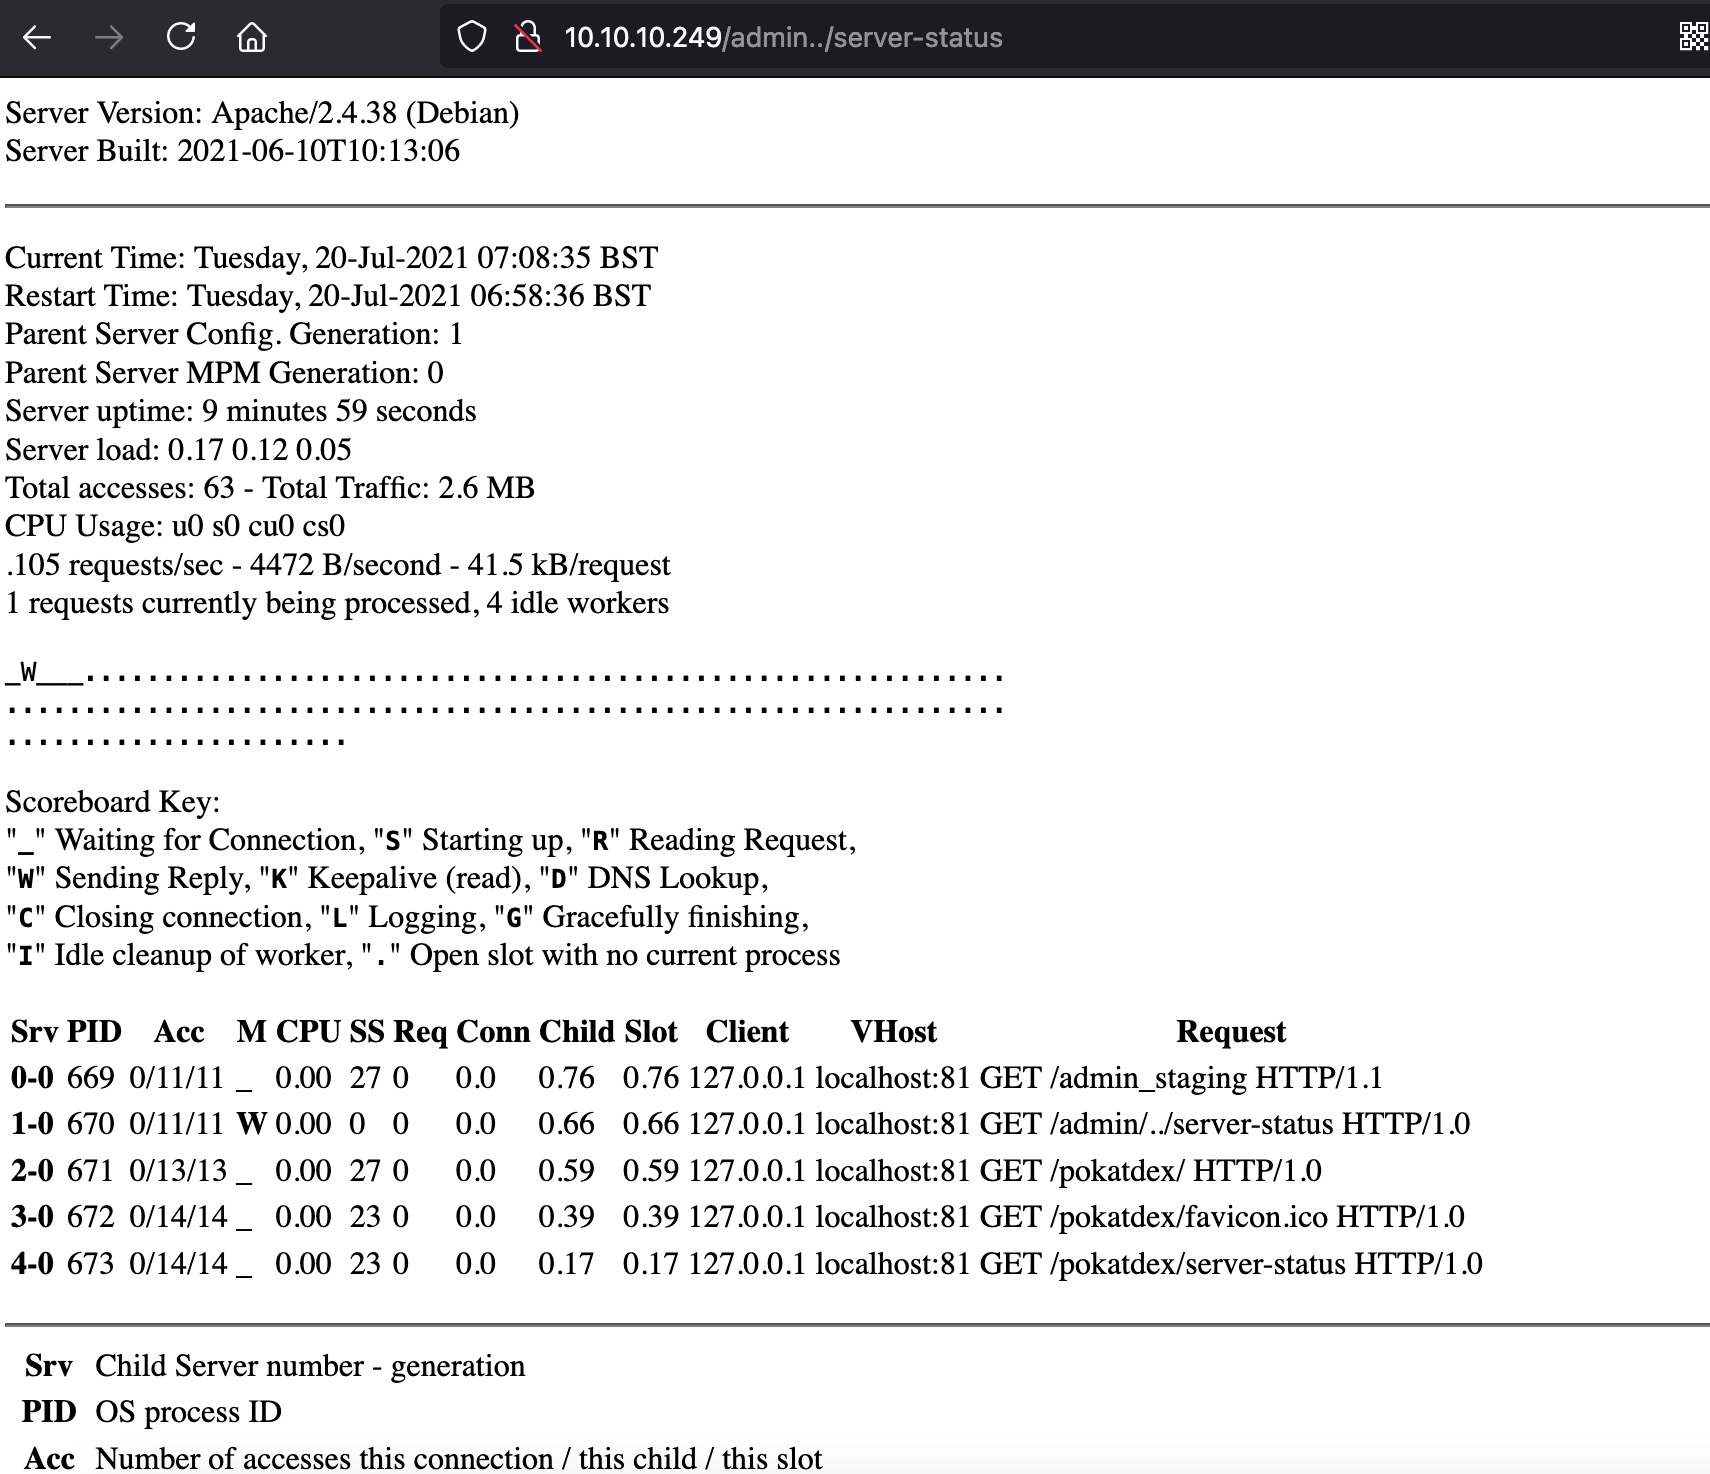 10.10.10.249/admin../server-status
Server Version: Apache/2.4.38 (Debian)
Server Built: 2021-06-10T10:13:06
Current Time: Tuesday, 20-Jul-2021 07:08:35 BST
Restart Time: Tuesday, 20-Jul-2021 06:58:36 BST
Parent Server Config. Generation: 1
Parent Server MPM Generation: 0
Server uptime: 9 minutes 59 seconds
Server load: 0.17 0.12 0.05
Total accesses: 63 - Total Traffic: 2.6 MB
CPU Usage: u0 s0 cu0 cs0
.105 requests/sec - 4472 B/second - 41.5 kB/request
1 requests currently being processed, 4 idle workers
_W___...........................................................
................................................................
......................
Scoreboard Key:
"_" Waiting for Connection, "S" Starting up, "R" Reading Request,
"W" Sending Reply, "K" Keepalive (read), "D" DNS Lookup,
"C" Closing connection, "L" Logging, "G" Gracefully finishing,
"I" Idle cleanup of worker, "." Open slot with no current process
Srv PID Acc M CPU SS Req Conn Child Slot Client VHost Request
0-0 669 0/11/11 _ 0.00 27 0 0.0 0.76 0.76 127.0.0.1 localhost:81 GET /admin_staging HTTP/1.1
1-0 670 0/11/11 W 0.00 0 0 0.0 0.66 0.66 127.0.0.1 localhost:81 GET /admin/../server-status HTTP/1.0
2-0 671 0/13/13 _ 0.00 27 0 0.0 0.59 0.59 127.0.0.1 localhost:81 GET /pokatdex/ HTTP/1.0
3-0 672 0/14/14 _ 0.00 23 0 0.0 0.39 0.39 127.0.0.1 localhost:81 GET /pokatdex/favicon.ico HTTP/1.0
4-0 673 0/14/14 _ 0.00 23 0 0.0 0.17 0.17 127.0.0.1 localhost:81 GET /pokatdex/server-status HTTP/1.0
Srv Child Server number - generation
PID OS process ID
Acc Number of accesses this connection / this child / this slot